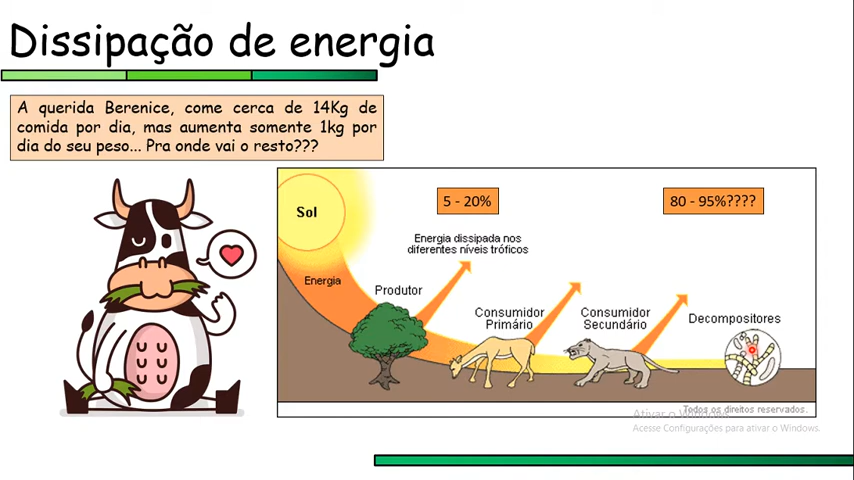 Dissipação de energia
A querida Berenice, come cerca de 14Kg de
comida por dia, mas aumenta somente 1kg por
dia do seu peso... Pra onde vai o resto???
5 - 20%
80 - 95%????
Sol
Energia dissipada nos
diferentes níveis tróficos
Energia
Produtor
Consumidor
Primário
Consumidor
Secundário
Decompositores
Todos os direitos reservados.
Ativar o Windows
Acesse Configurações para ativar o Windows.